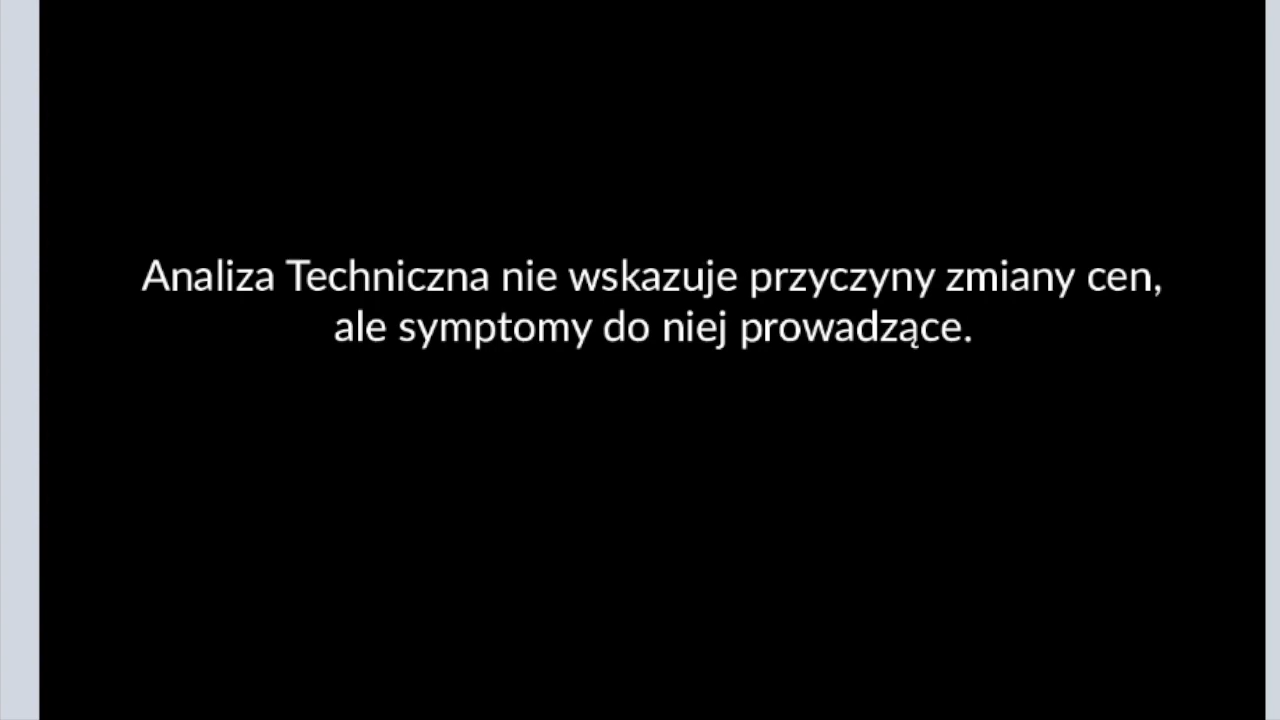 Analiza Techniczna nie wskazuje przyczyny zmiany cen,
ale symptomy do niej prowadzące.